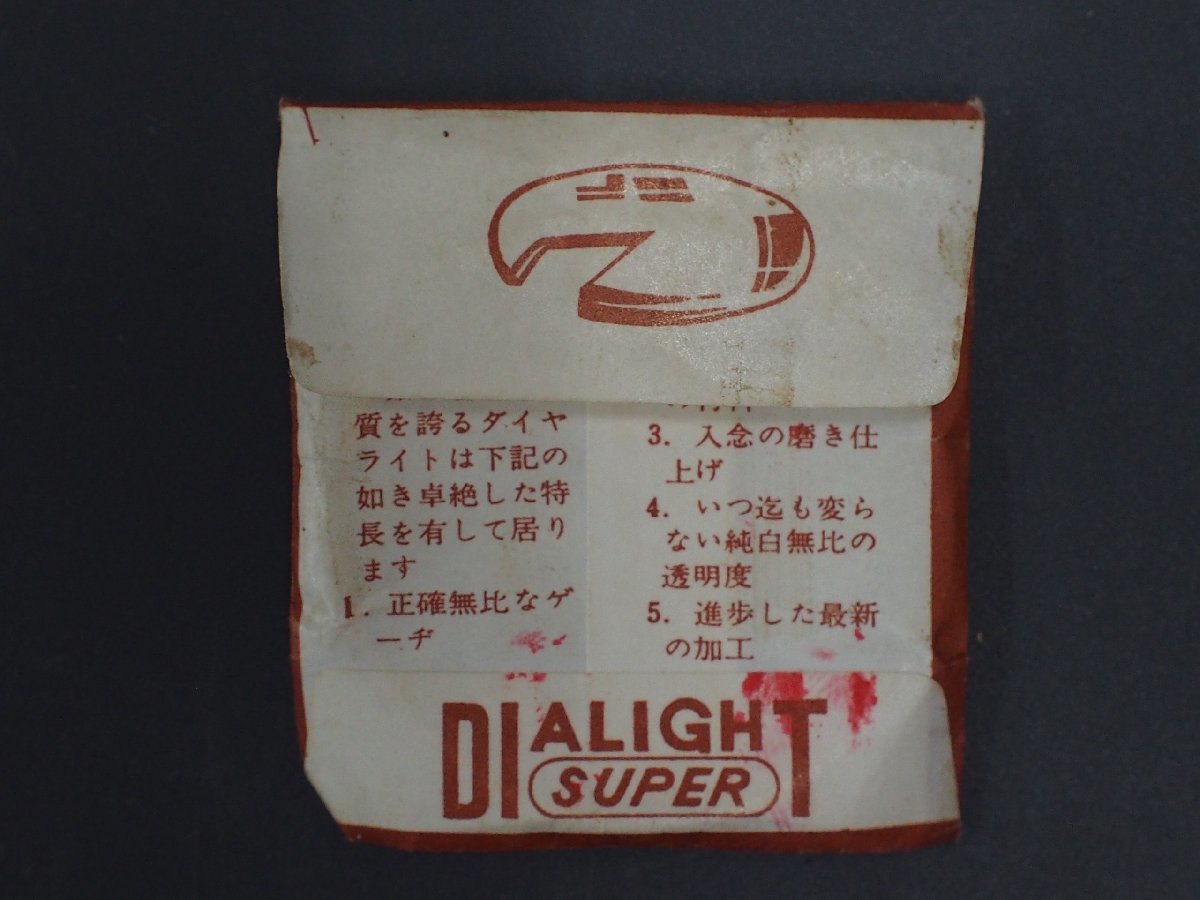 質を誇るダイヤ
ライトは下記の
如き卓絶した特
長を有して居り
ます
1. 正確無比なゲ
ーヂ
3. 入念の磨き仕
上げ
4. いつ迄も変ら
ない純白無比の
透明度
5. 進歩した最新
の加工
DIALIGHT
SUPER